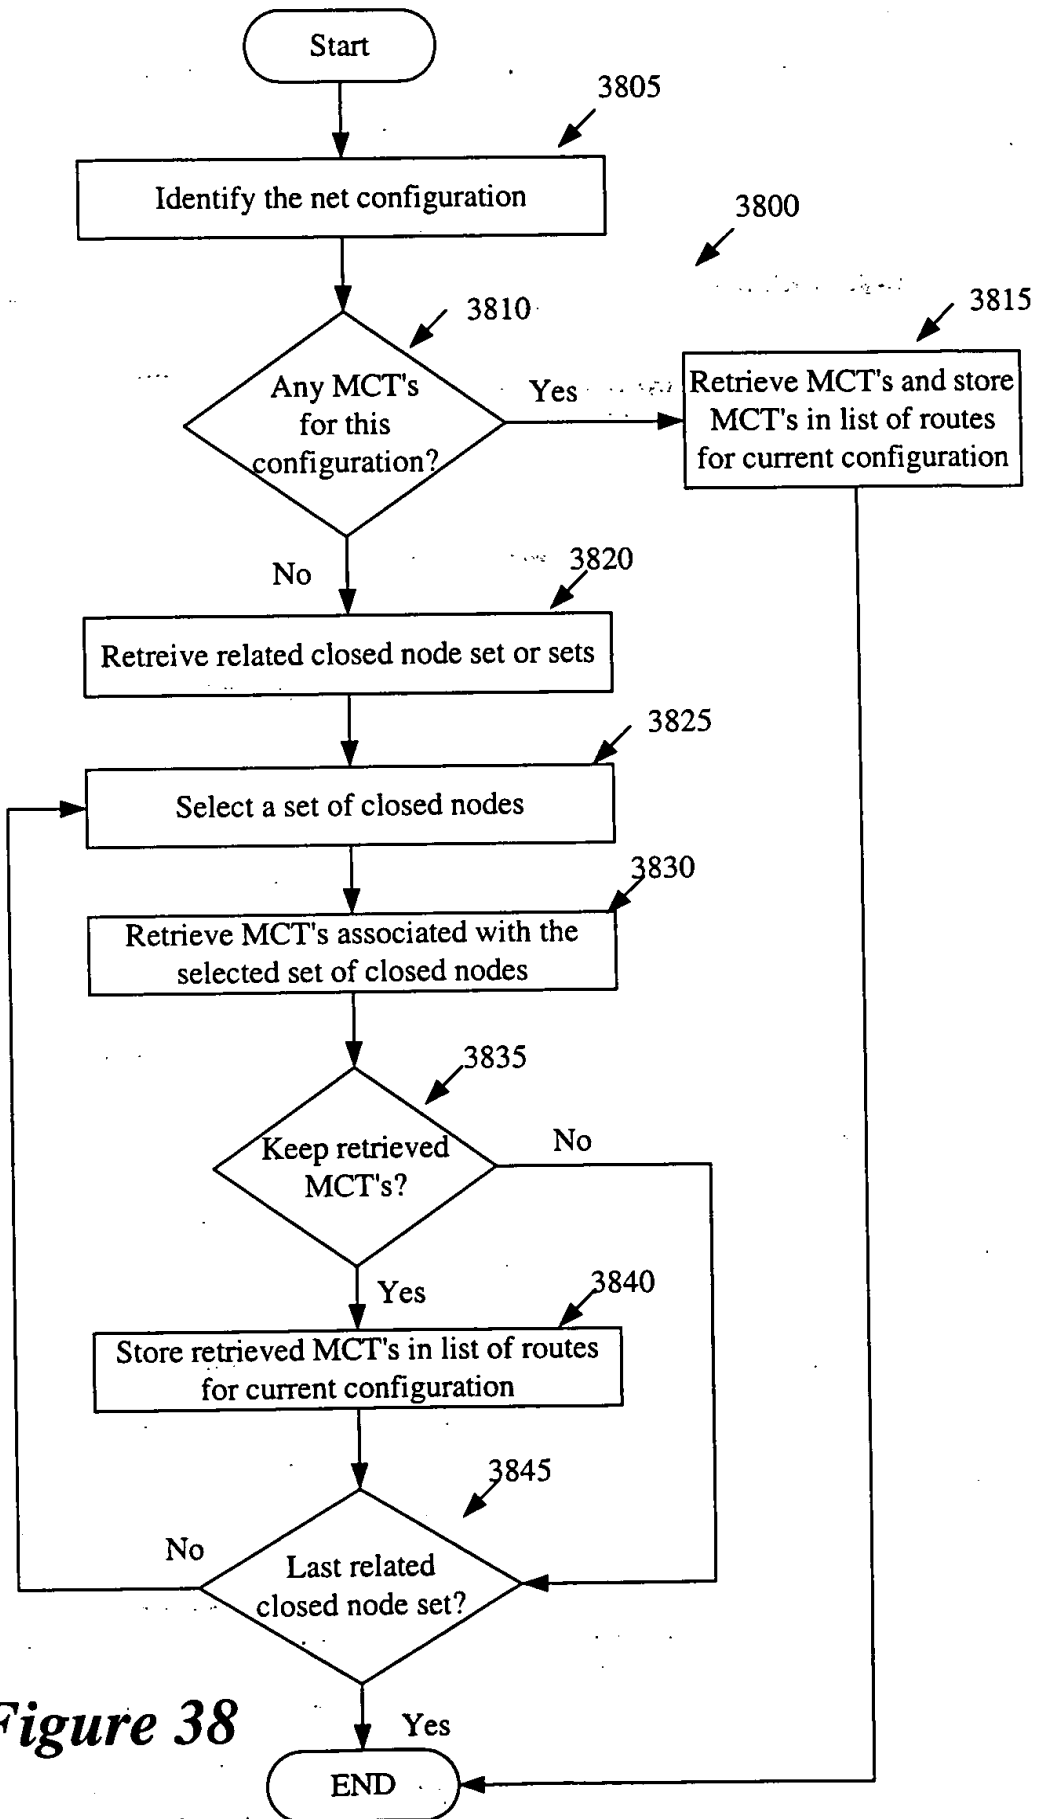 Start
3805
Identify the net configuration
3800
3810
3815
Any MCT's
for this
configuration?
Yes
Retrieve MCT's and store
MCT's in list of routes
for current configuration
No
3820
Retreive related closed node set or sets
3825
Select a set of closed nodes
3830
Retrieve MCT's associated with the
selected set of closed nodes
3835
Keep retrieved
MCT's?
No
Yes
3840
Store retrieved MCT's in list of routes
for current configuration
3845
No
Last related
closed node set?
Figure 38
Yes
END